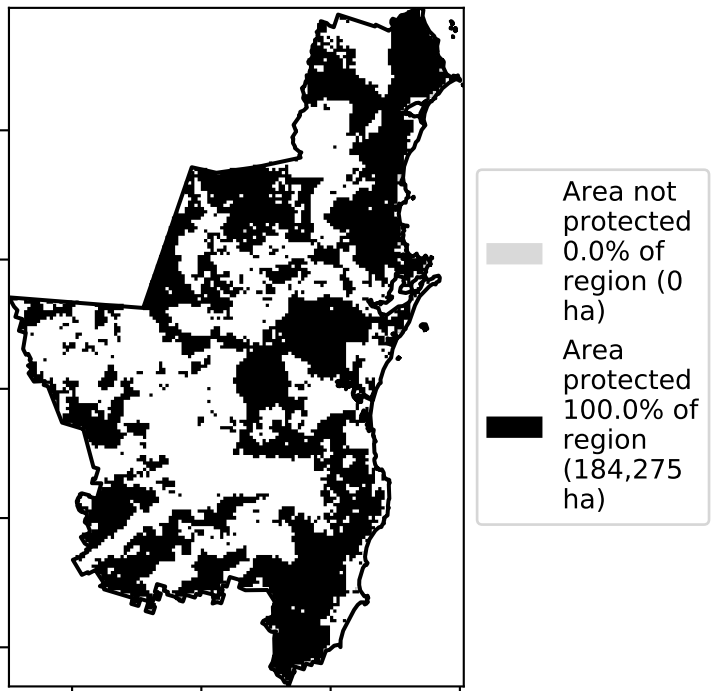 Area not
protected
0.0% of
region (0
ha)
Area
protected
100.0% of
region
(184,275
ha)